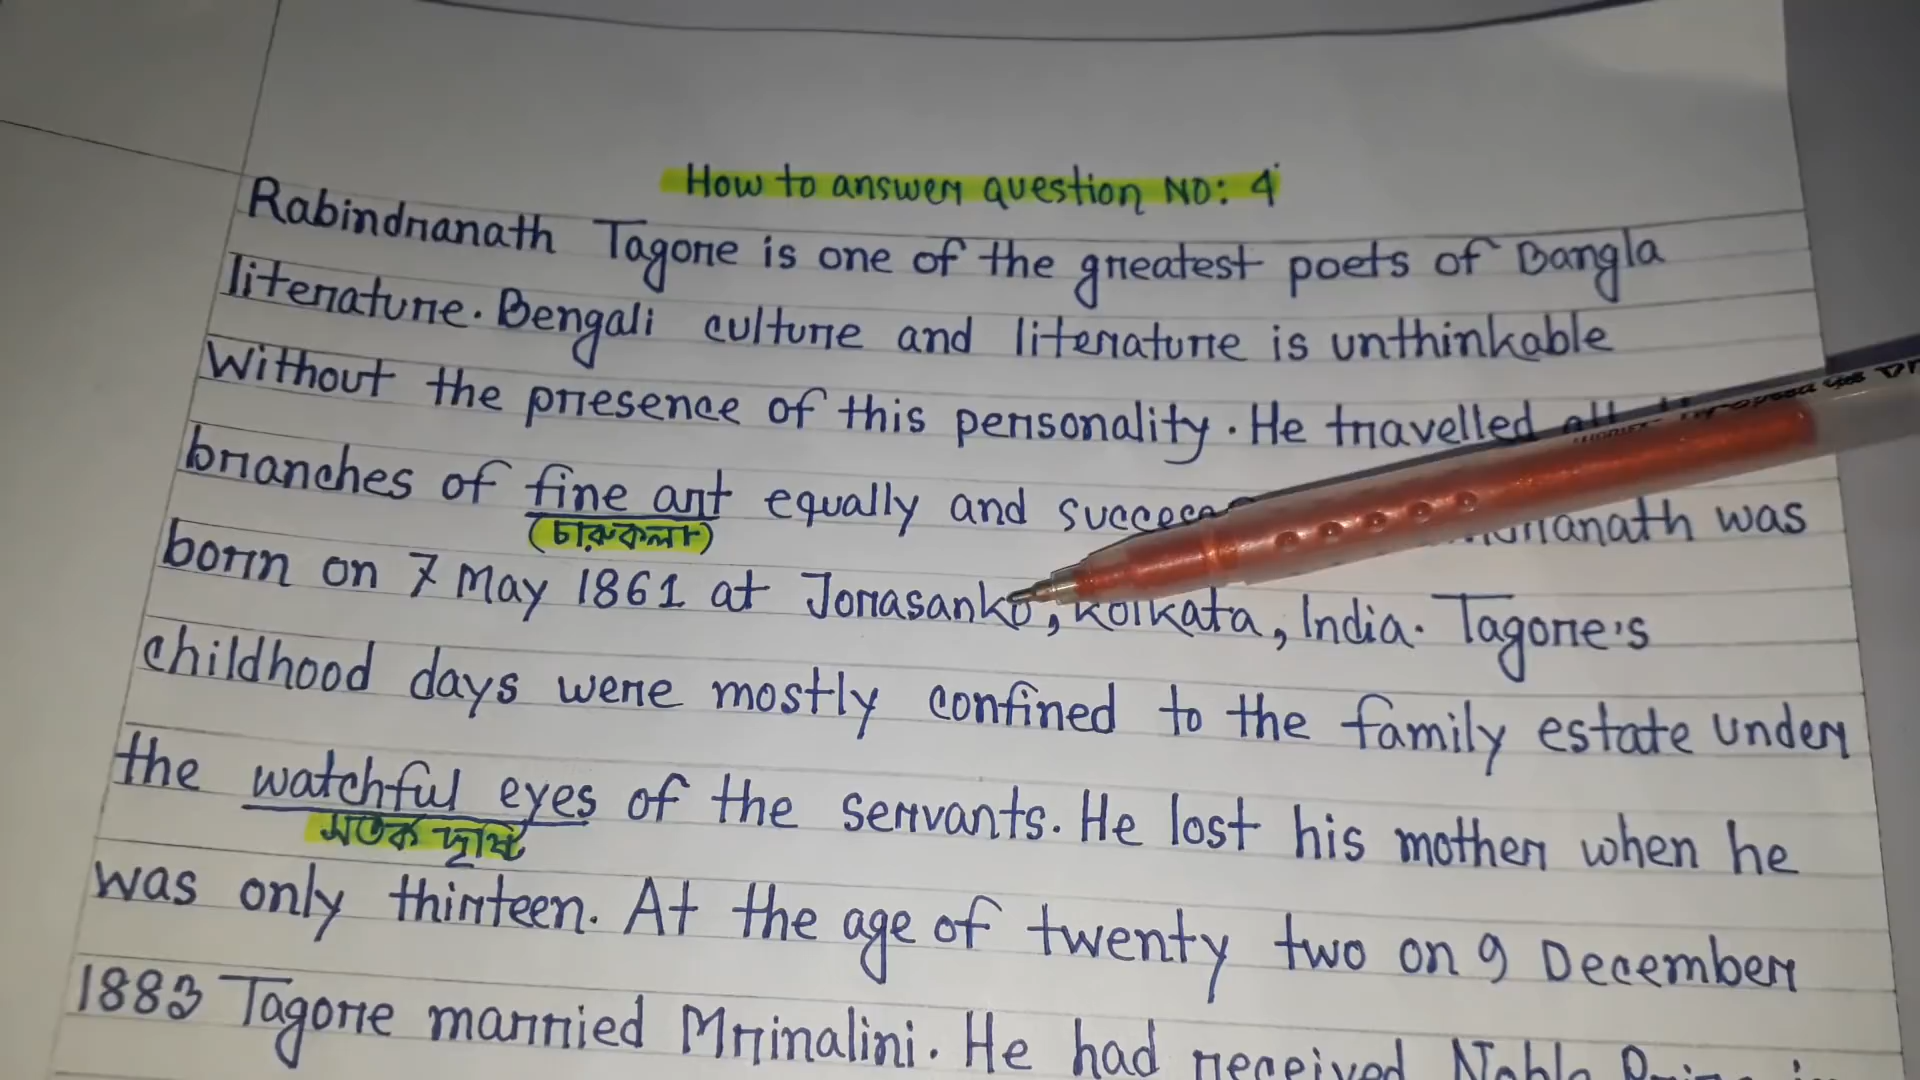 How to answer question NO: 4
Rabindranath Tagore is one of the greatest poets of Bangla
literature. Bengali culture and literature is unthinkable
Without the presence of this personality. He travelled all
branches of fine art equally and was
(চারুকলা)
born on 7 May 1861 at Jorasanko, Kolkata, India. Tagore's
childhood days were mostly confined to the family estate under
the watchful eyes of the servants. He lost his mother when he
সতর্ক দৃষ্টি
was only thirteen. At the age of twenty two on 9 December
1883 Tagore married Mrinalini. He had received